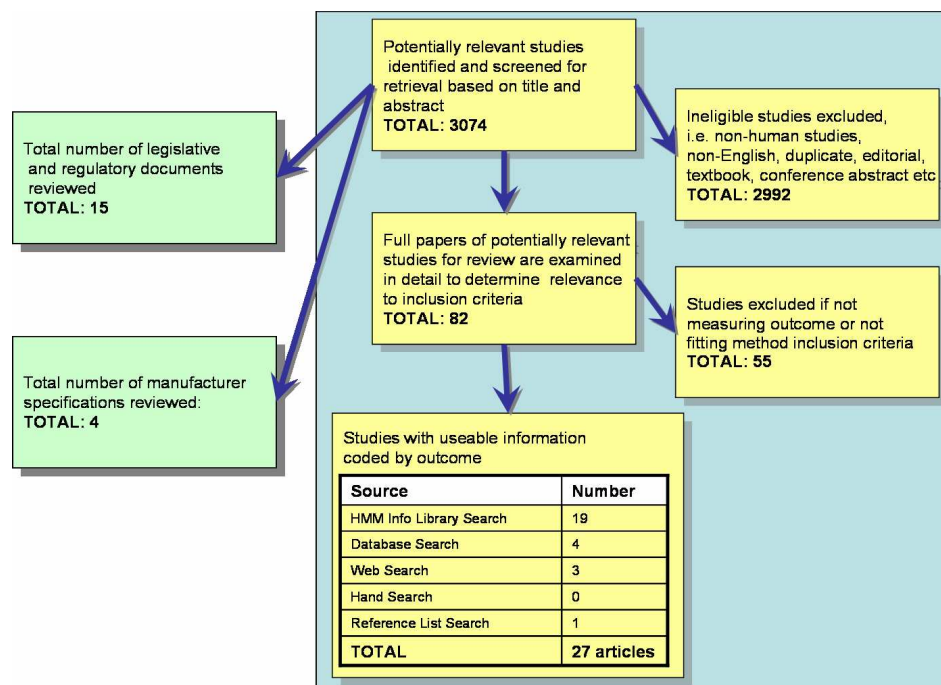 Potentially relevant studies
identified and screened for
retrieval based on title and
abstract
TOTAL: 3074
Ineligible studies excluded,
i.e. non-human studies,
non-English, duplicate, editorial,
textbook, conference abstract etc
TOTAL: 2992
Total number of legislative
and regulatory documents
reviewed
TOTAL: 15
Full papers of potentially relevant
studies for review are examined
in detail to determine relevance
to inclusion criteria
TOTAL: 82
Studies excluded if not
measuring outcome or not
fitting method inclusion criteria
TOTAL: 55
Total number of manufacturer
specifications reviewed:
TOTAL: 4
Studies with useable information
coded by outcome
Source Number
HMM Info Library Search 19
Database Search 4
Web Search 3
Hand Search 0
Reference List Search 1
TOTAL 27 articles